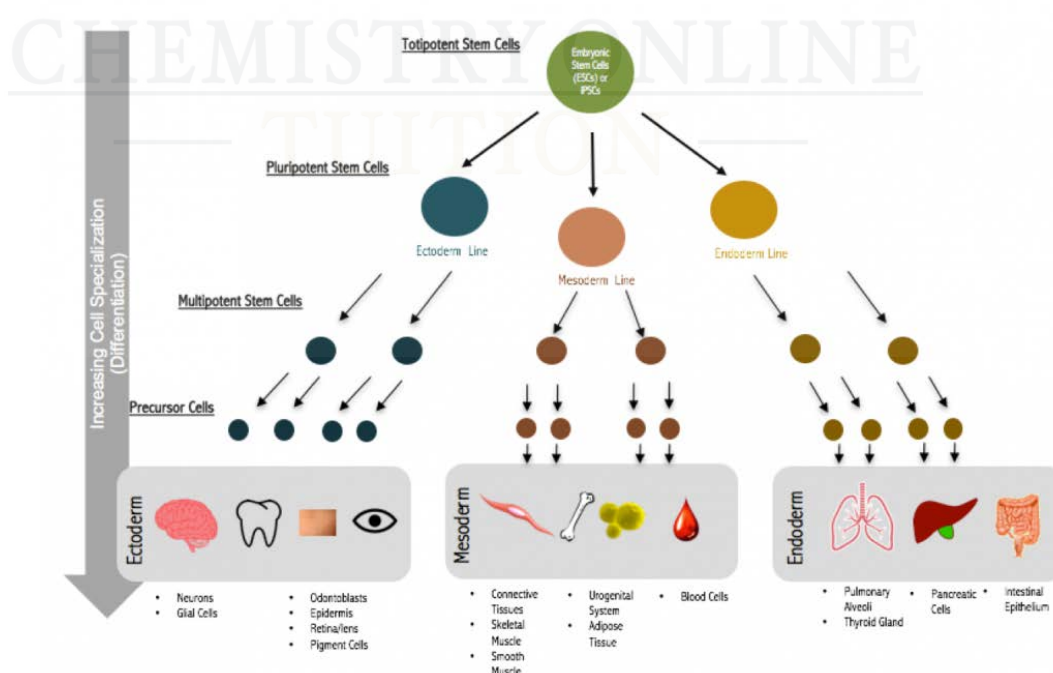 CHEMISTRY ONLINE
TUITION
Totipotent Stem Cells
Embryonic
Stem Cells
(ESCs) or
iPSCs
Pluripotent Stem Cells
Ectoderm Line
Mesoderm Line
Endoderm Line
Multipotent Stem Cells
Precursor Cells
Increasing Cell Specialization
(Differentiation)
Ectoderm
Mesoderm
Endoderm
• Neurons
• Glial Cells
• Odontoblasts
• Epidermis
• Retina/lens
• Pigment Cells
• Connective
Tissues
• Skeletal
Muscle
• Smooth
Muscle
• Urogenital
System
• Adipose
Tissue
• Blood Cells
• Pulmonary
Alveoli
• Thyroid Gland
• Pancreatic
Cells
• Intestinal
Epithelium